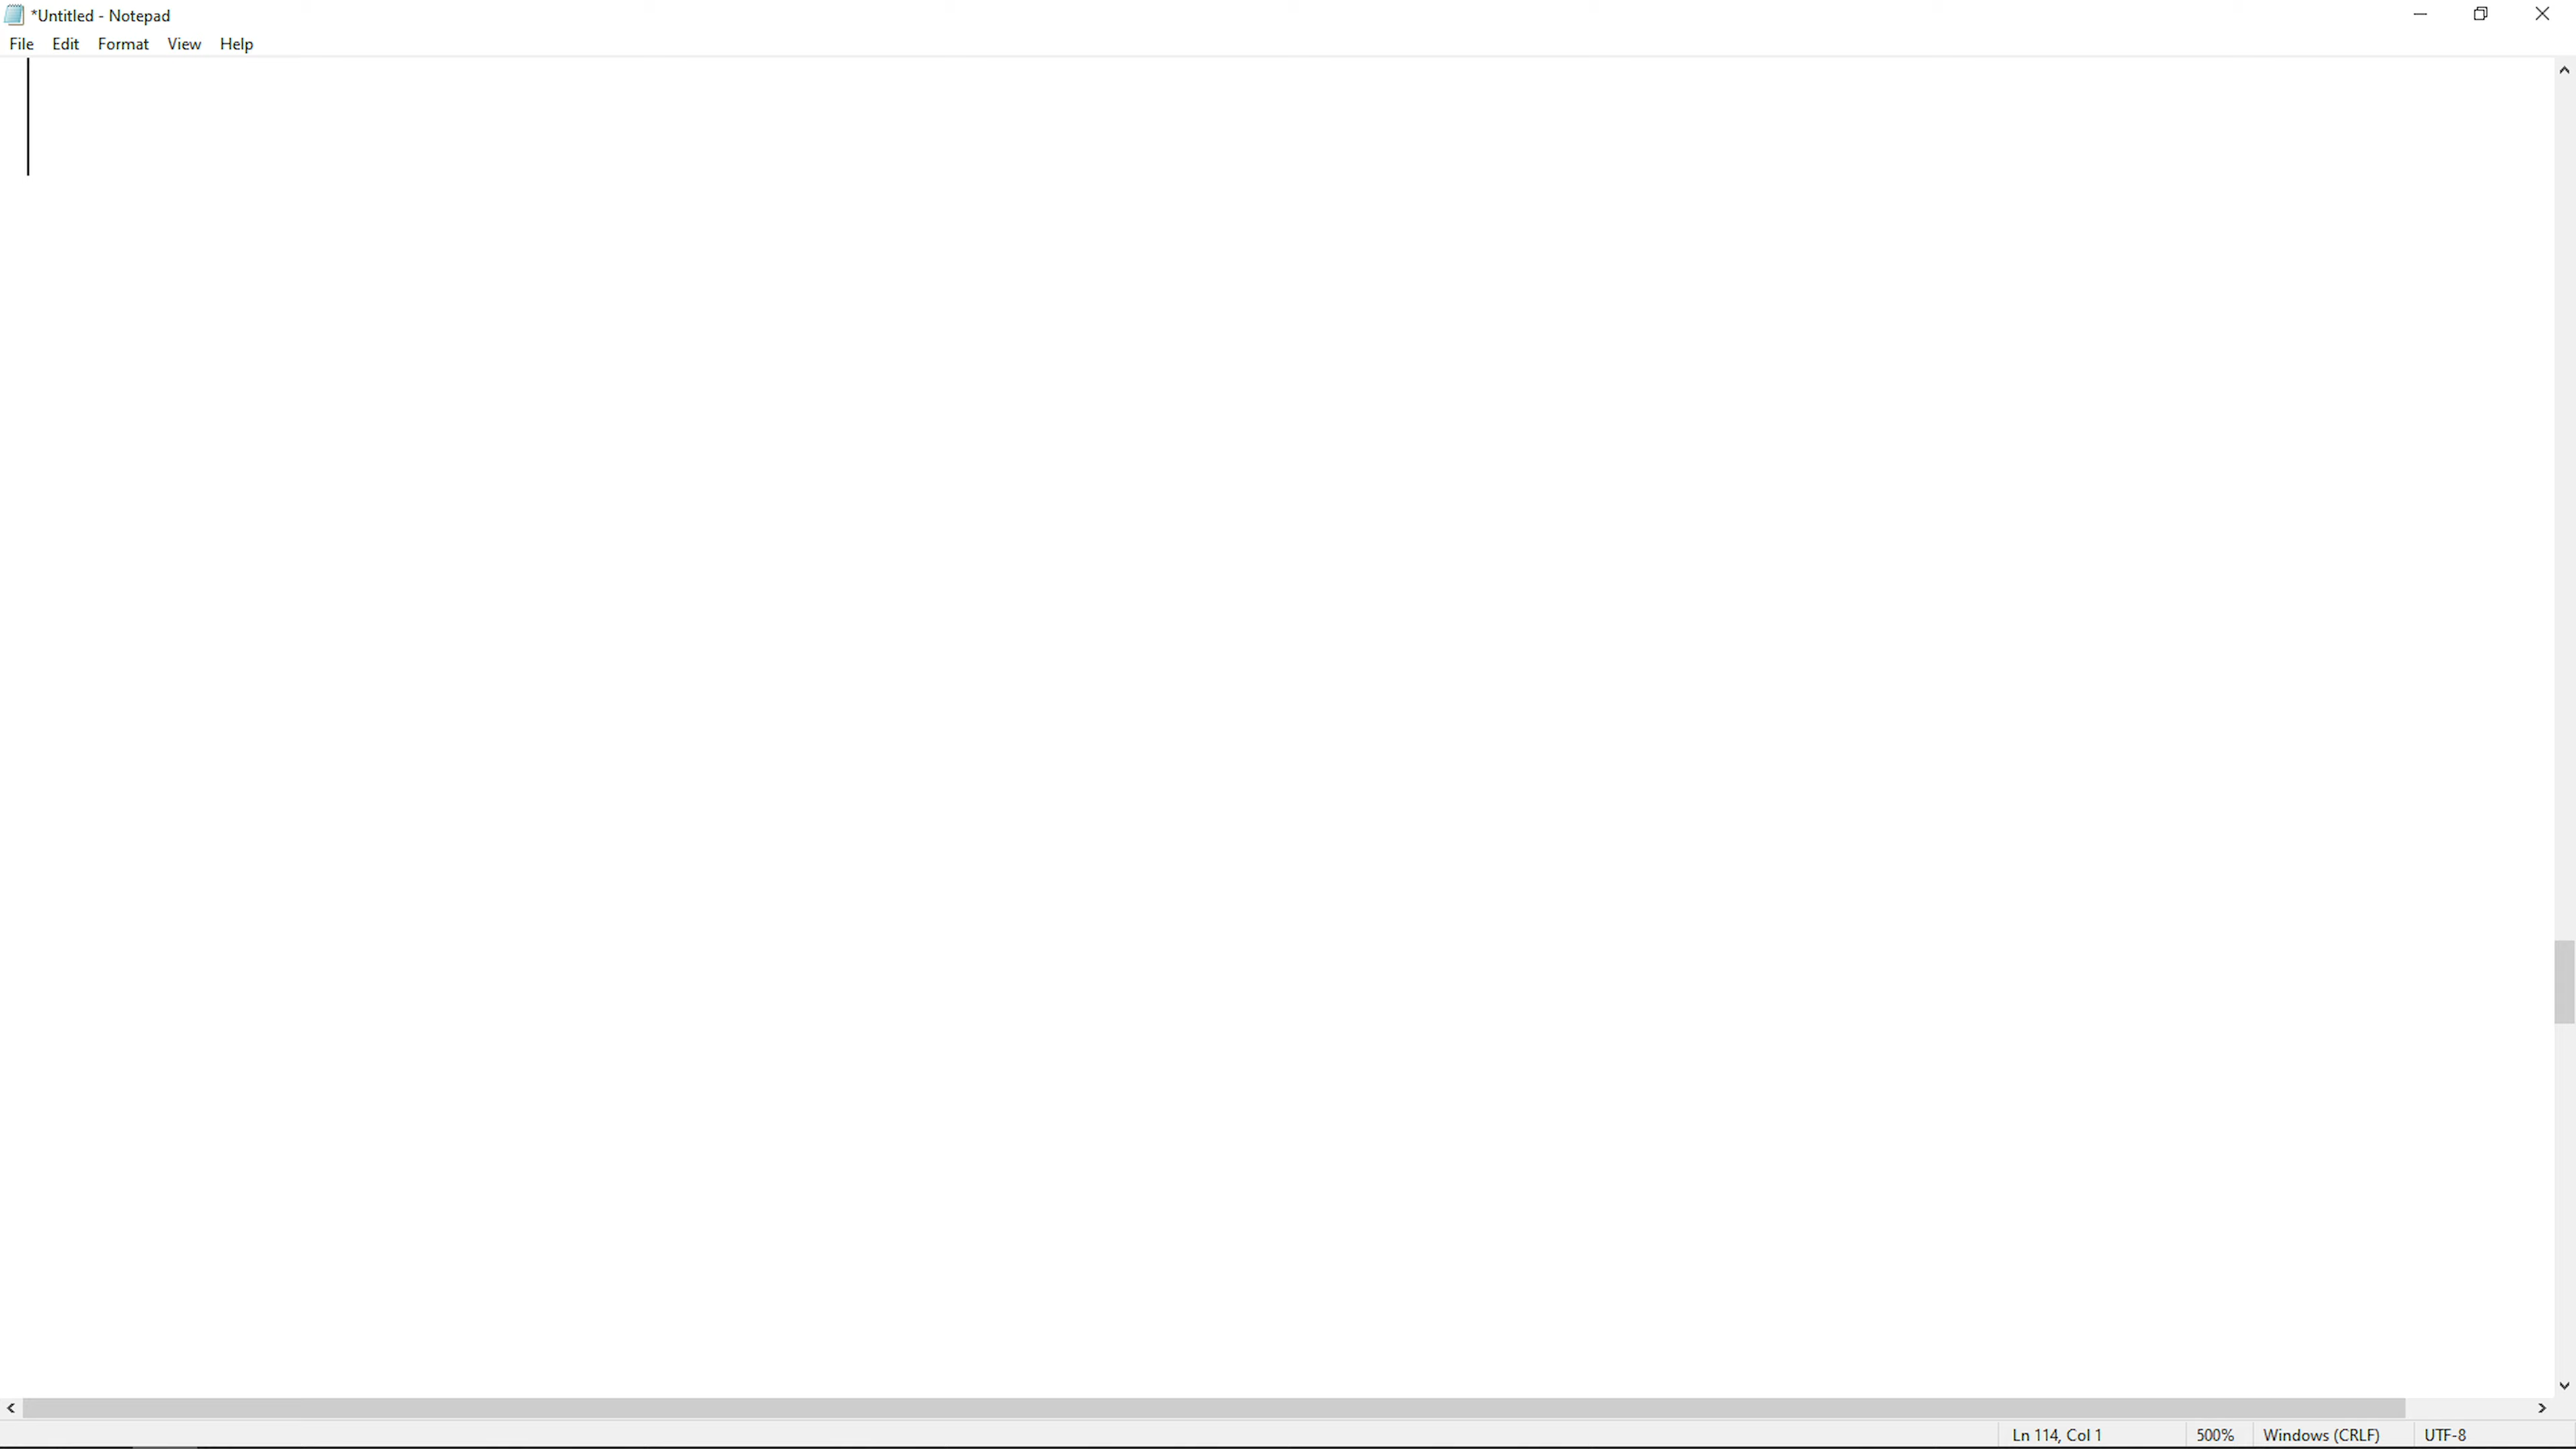 *Untitled - Notepad
File Edit Format View Help
Ln 114, Col 1 500% Windows (CRLF) UTF-8